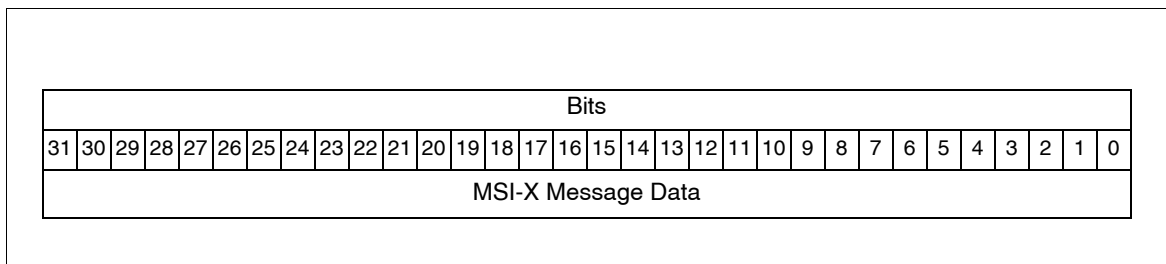 Bits
31 30 29 28 27 26 25 24 23 22 21 20 19 18 17 16 15 14 13 12 11 10 9 8 7 6 5 4 3 2 1 0
MSI-X Message Data